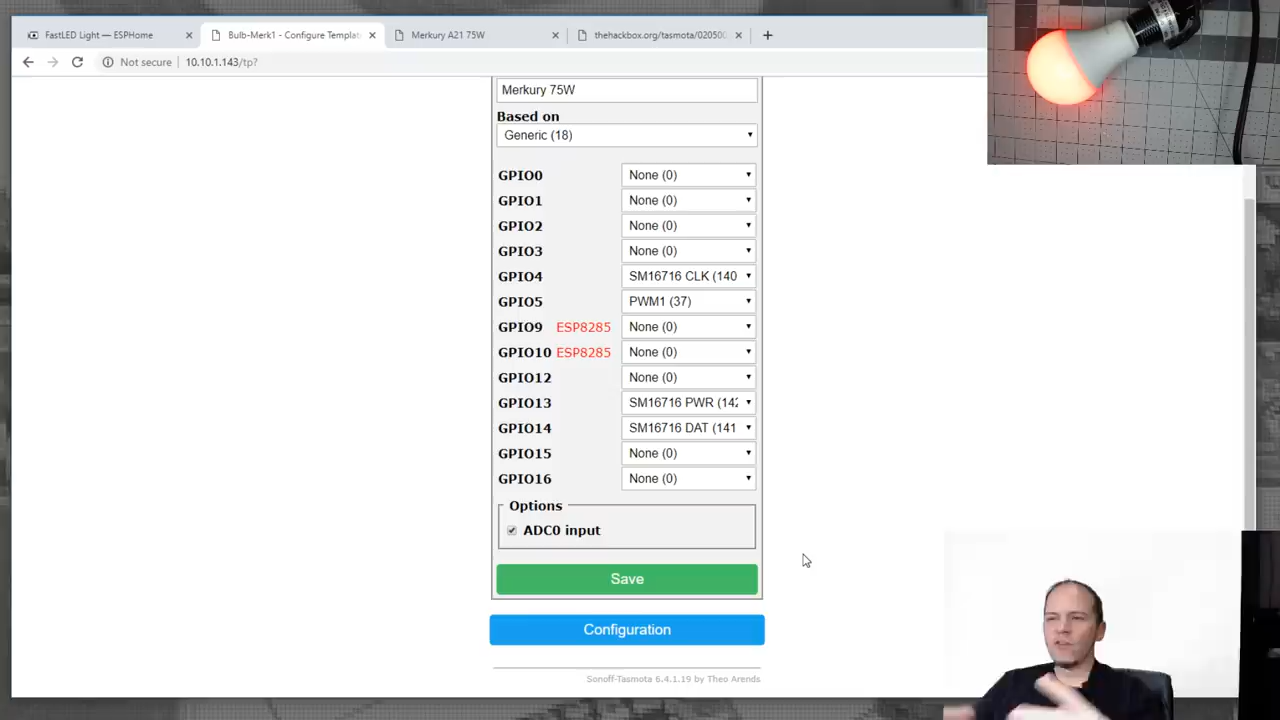 FastLED Light — ESPHome
Bulb-Merk1 - Configure Templat
Merkury A21 75W
thehackbox.org/tasmota/020500
Not secure
10.10.1.143/tp?
Merkury 75W
Based on
Generic (18)
GPIO0 None (0)
GPIO1 None (0)
GPIO2 None (0)
GPIO3 None (0)
GPIO4 SM16716 CLK (140
GPIO5 PWM1 (37)
GPIO9 ESP8285 None (0)
GPIO10 ESP8285 None (0)
GPIO12 None (0)
GPIO13 SM16716 PWR (142
GPIO14 SM16716 DAT (141
GPIO15 None (0)
GPIO16 None (0)
Options
ADC0 input
Save
Configuration
Sonoff-Tasmota 6.4.1.19 by Theo Arends